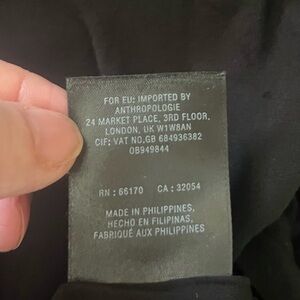 FOR EU: IMPORTED BY
ANTHROPOLOGIE
24 MARKET PLACE, 3RD FLOOR,
LONDON, UK W1W8AN
CIF: VAT NO.GB 684936382
OB949844
RN : 66170 CA : 32054
MADE IN PHILIPPINES,
HECHO EN FILIPINAS,
FABRIQUÉ AUX PHILIPPINES